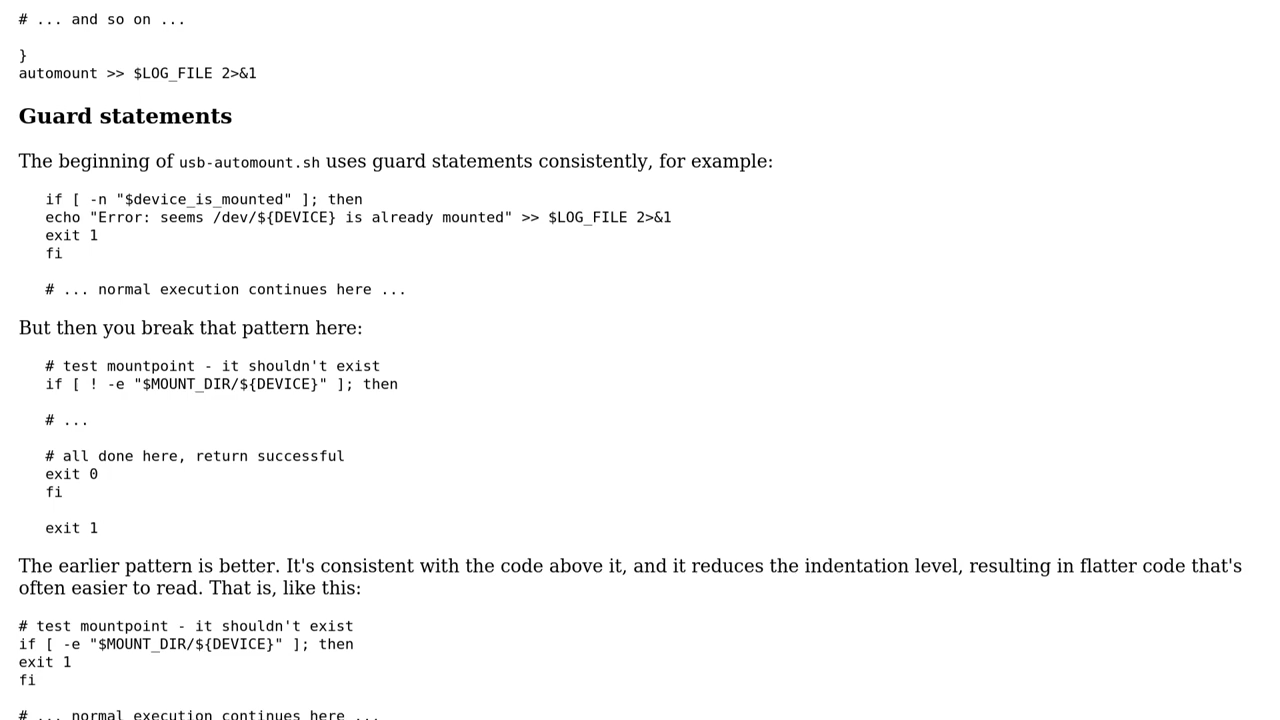 # ... and so on ...
}
automount >> $LOG_FILE 2>&1
Guard statements
The beginning of usb-automount.sh uses guard statements consistently, for example:
if [ -n "$device_is_mounted" ]; then
echo "Error: seems /dev/${DEVICE} is already mounted" >> $LOG_FILE 2>&1
exit 1
fi
# ... normal execution continues here ...
But then you break that pattern here:
# test mountpoint - it shouldn't exist
if [ ! -e "$MOUNT_DIR/${DEVICE}" ]; then
# ...
# all done here, return successful
exit 0
fi
exit 1
The earlier pattern is better. It's consistent with the code above it, and it reduces the indentation level, resulting in flatter code that's
often easier to read. That is, like this:
# test mountpoint - it shouldn't exist
if [ -e "$MOUNT_DIR/${DEVICE}" ]; then
exit 1
fi
# ... normal execution continues here ...